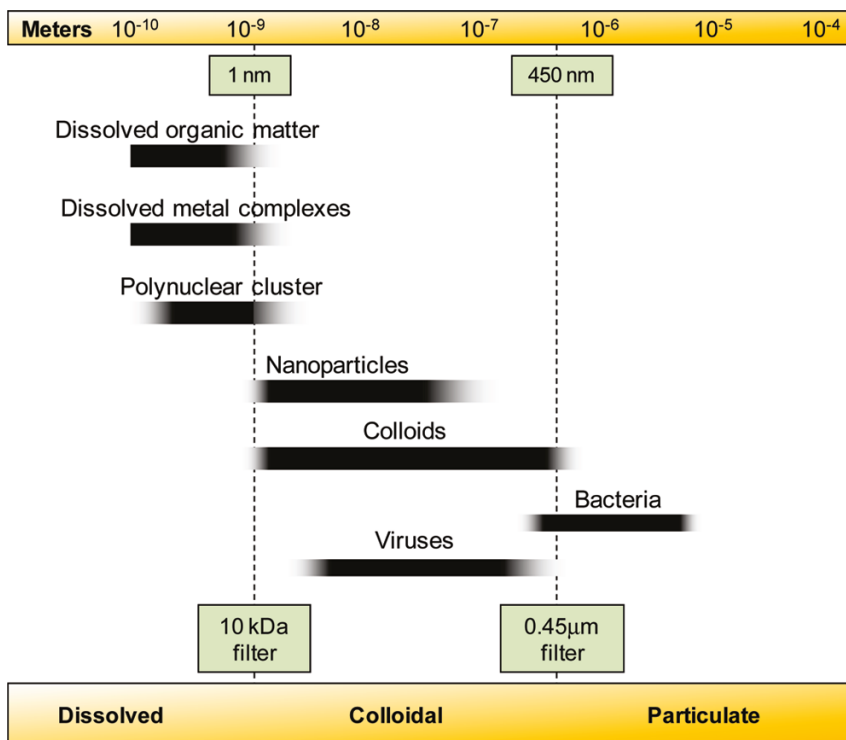 Meters 10⁻¹⁰ 10⁻⁹ 10⁻⁸ 10⁻⁷ 10⁻⁶ 10⁻⁵ 10⁻⁴
1 nm 450 nm
Dissolved organic matter
Dissolved metal complexes
Polynuclear cluster
Nanoparticles
Colloids
Bacteria
Viruses
10 kDa
filter
0.45μm
filter
Dissolved Colloidal Particulate